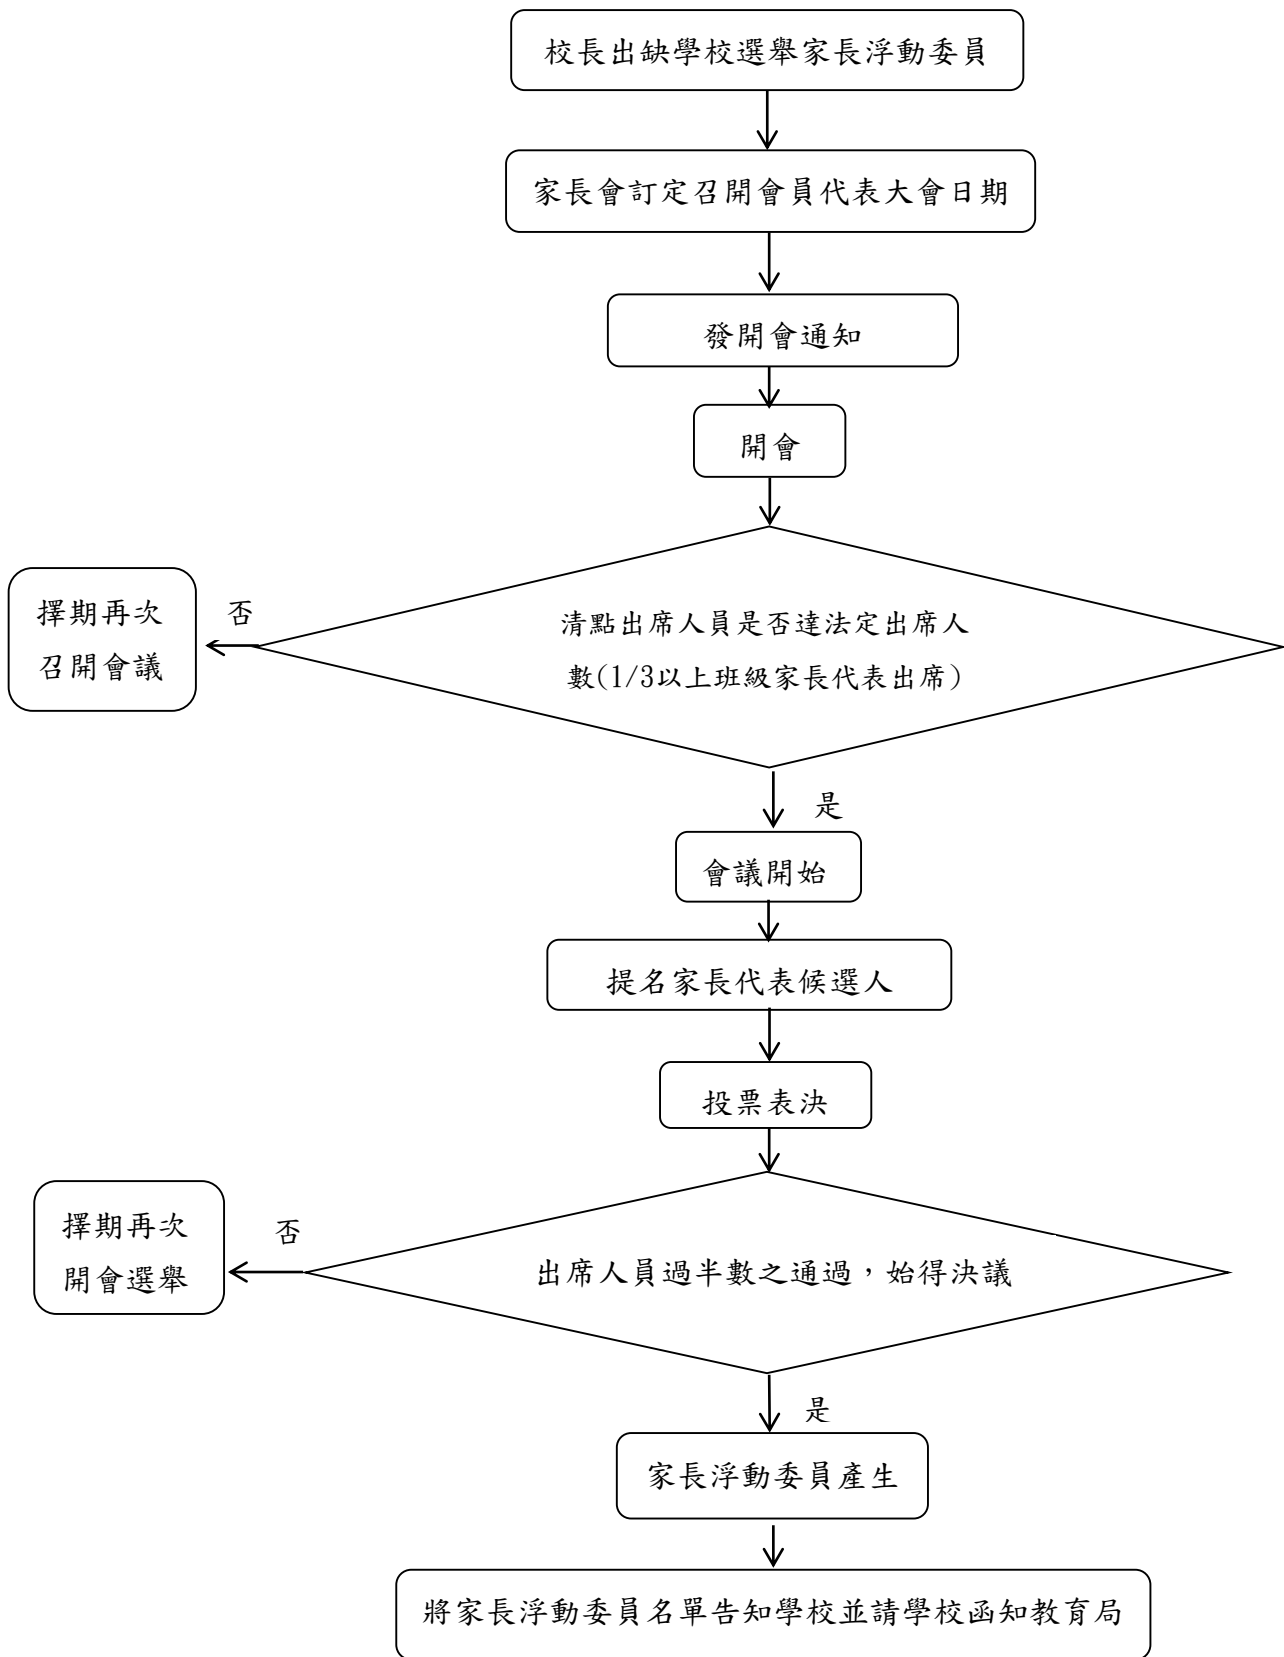 校長出缺學校選舉家長浮動委員
家長會訂定召開會員代表大會日期
發開會通知
開會
清點出席人員是否達法定出席人
數(1/3以上班級家長代表出席)
否
擇期再次
召開會議
是
會議開始
提名家長代表候選人
投票表決
出席人員過半數之通過，始得決議
否
擇期再次
開會選舉
是
家長浮動委員產生
將家長浮動委員名單告知學校並請學校函知教育局